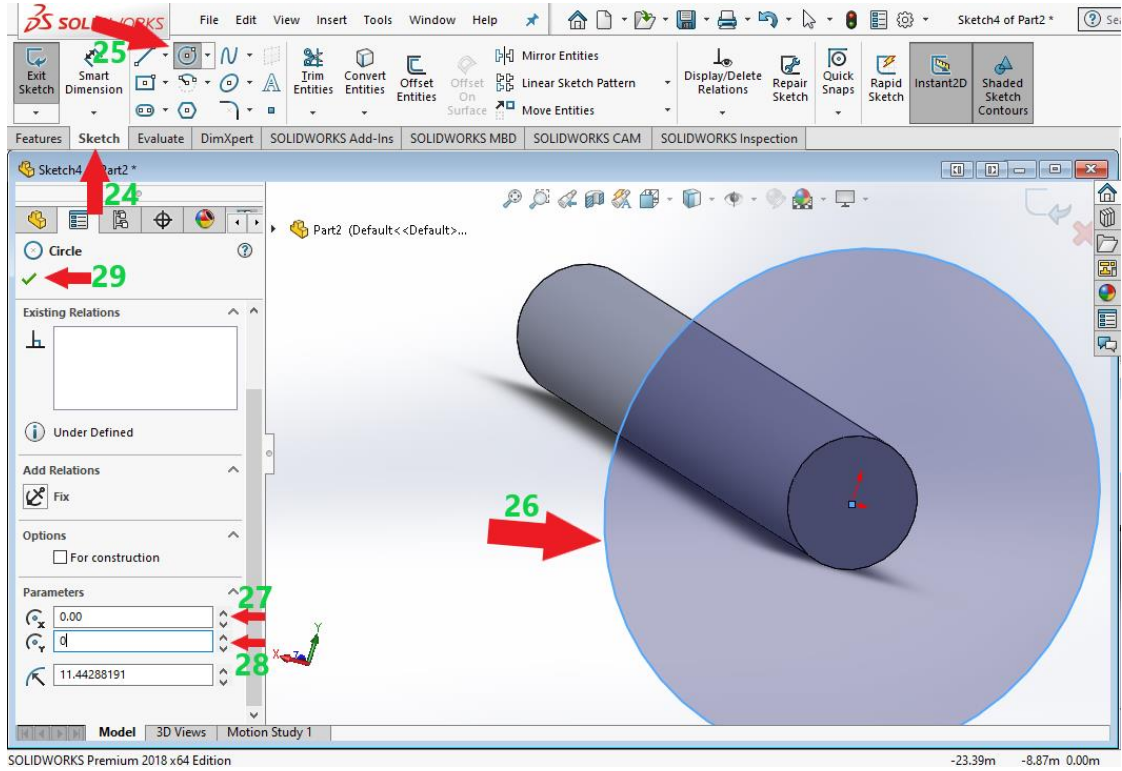 SOLIDWORKS File Edit View Insert Tools Window Help Sketch4 of Part2 * ? Sea
25
Exit Sketch
Smart Dimension
Trim Entities
Convert Entities
Offset Entities
Offset On Surface
Mirror Entities
Linear Sketch Pattern
Move Entities
Display/Delete Relations
Repair Sketch
Quick Snaps
Rapid Sketch
Instant2D
Shaded Sketch Contours
Features Sketch Evaluate DimXpert SOLIDWORKS Add-Ins SOLIDWORKS MBD SOLIDWORKS CAM SOLIDWORKS Inspection
Sketch4 Part2 *
24
Part2 (Default<<Default>...
Circle
29
Existing Relations
Under Defined
Add Relations
Fix
26
Options
For construction
Parameters
27
X 0.00
Y 0
28
11.44288191
Y
X Z
Model 3D Views Motion Study 1
SOLIDWORKS Premium 2018 x64 Edition -23.39m -8.87m 0.00m